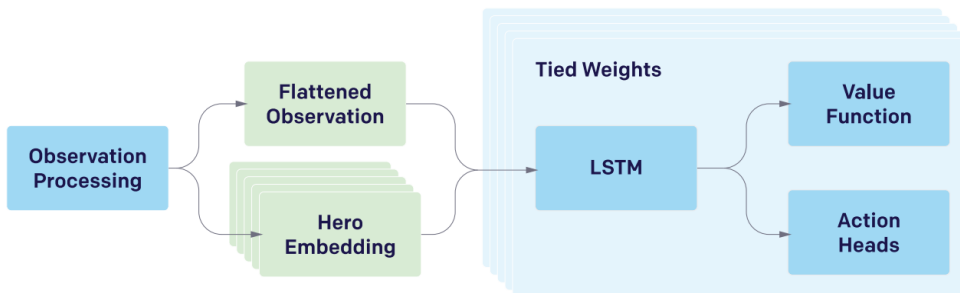 Observation
Processing
Flattened
Observation
Hero
Embedding
Tied Weights
LSTM
Value
Function
Action
Heads